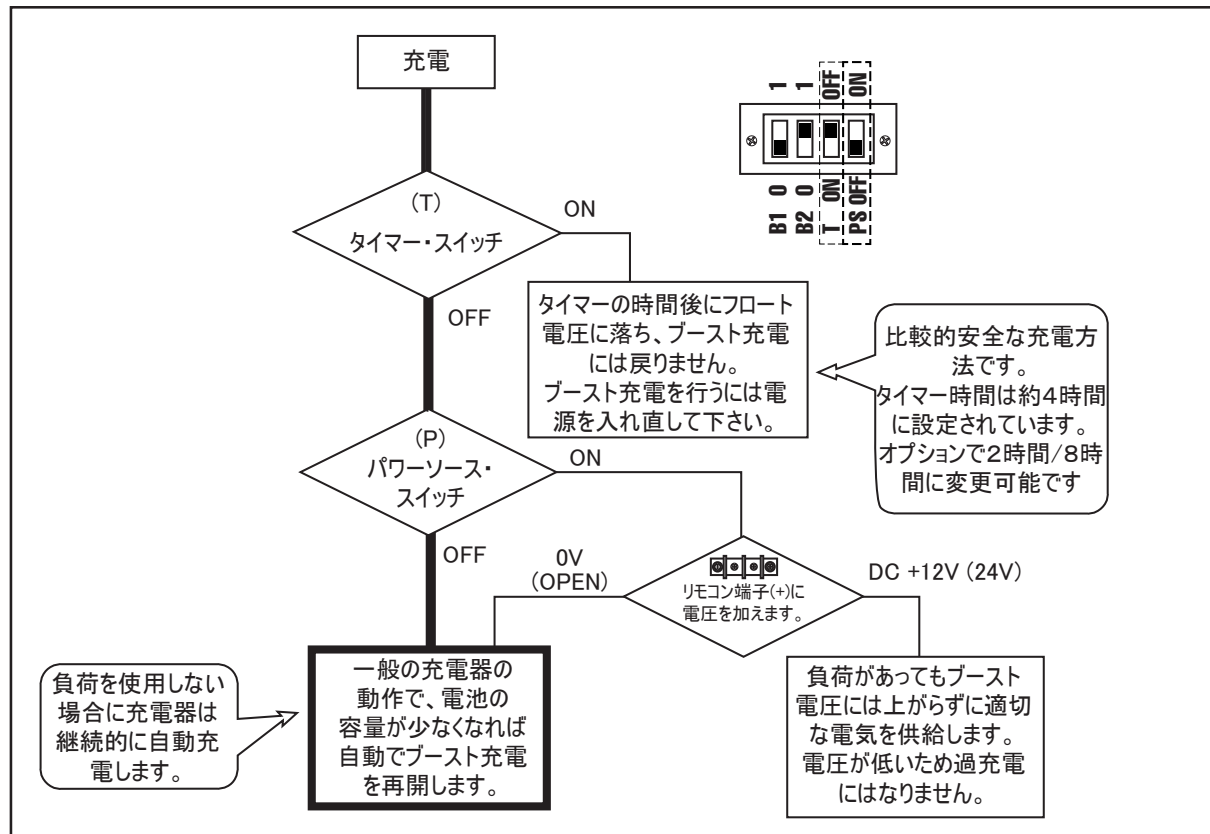 充電
1 1 OFF ON
B1 0
B2 0
T ON
PS OFF
(T)
タイマー・スイッチ
ON
OFF
タイマーの時間後にフロート
電圧に落ち、ブースト充電
には戻りません。
ブースト充電を行うには電
源を入れ直して下さい。
比較的安全な充電方
法です。
タイマー時間は約4時間
に設定されています。
オプションで2時間/8時
間に変更可能です
(P)
パワーソース・
スイッチ
ON
OFF
0V
(OPEN)
リモコン端子(+)に
電圧を加えます。
DC +12V (24V)
一般の充電器の
動作で、電池の
容量が少なくなれば
自動でブースト充電
を再開します。
負荷を使用しない
場合に充電器は
継続的に自動充
電します。
負荷があってもブースト
電圧には上がらずに適切
な電気を供給します。
電圧が低いため過充電
にはなりません。